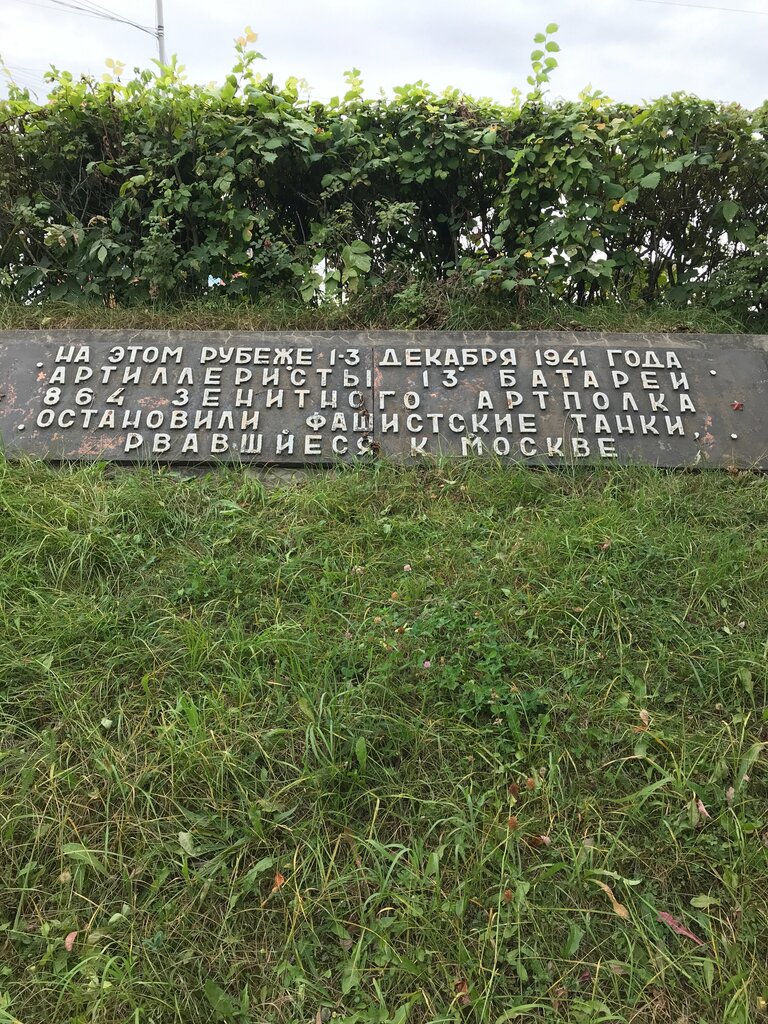 НА ЭТОМ РУБЕЖЕ 1-3 ДЕКАБРЯ 1941 ГОДА
АРТИЛЛЕРИСТЫ 13 БАТАРЕИ
864 ЗЕНИТНОГО АРТПОЛКА
ОСТАНОВИЛИ ФАШИСТСКИЕ ТАНКИ,
РВАВШИЕСЯ К МОСКВЕ